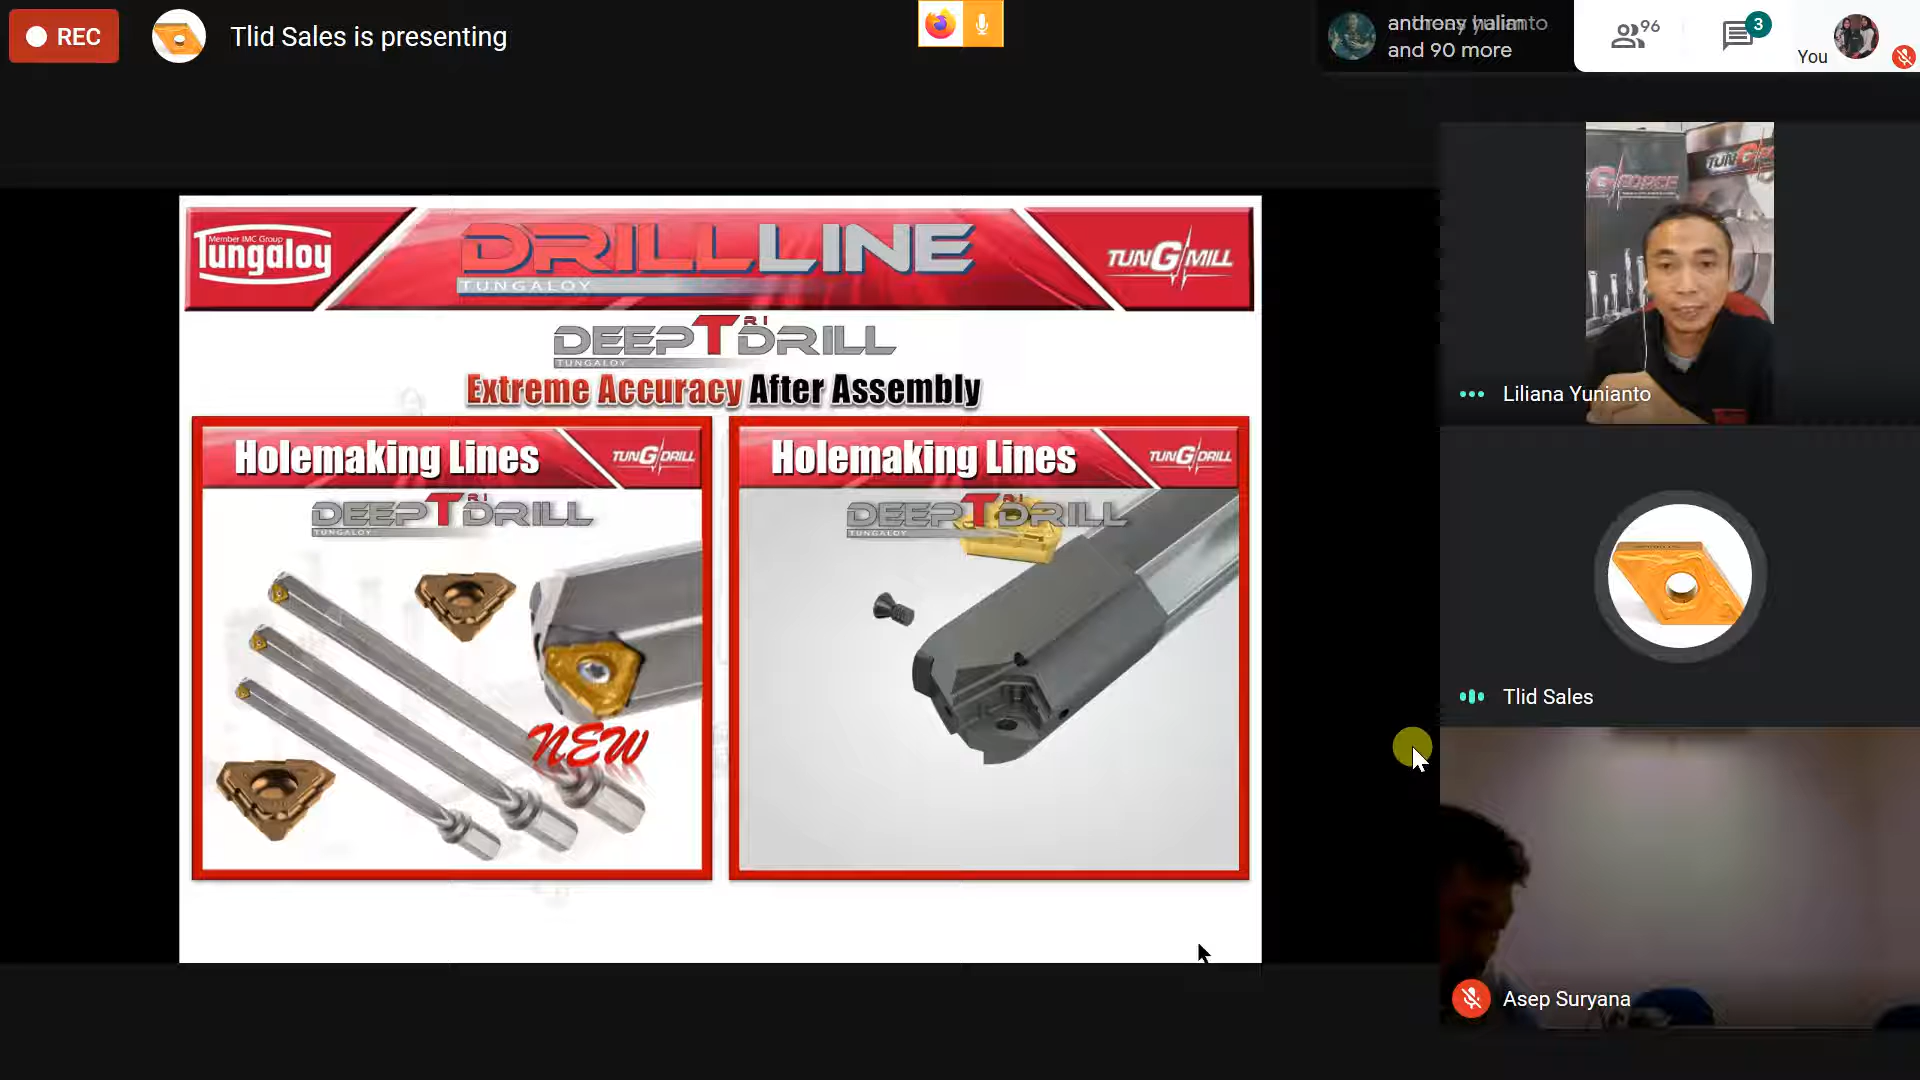 REC
Tlid Sales is presenting
and 90 more
96
3
You
Member IMC Group
Tungaloy
DRILLLINE
TUNGALOY
TUNGMILL
DEEPTRIDRILL
TUNGALOY
Extreme Accuracy After Assembly
Holemaking Lines
TUNGDRILL
DEEPTRIDRILL
TUNGALOY
NEW
Holemaking Lines
TUNGDRILL
DEEPTRIDRILL
TUNGALOY
Liliana Yunianto
Tlid Sales
Asep Suryana